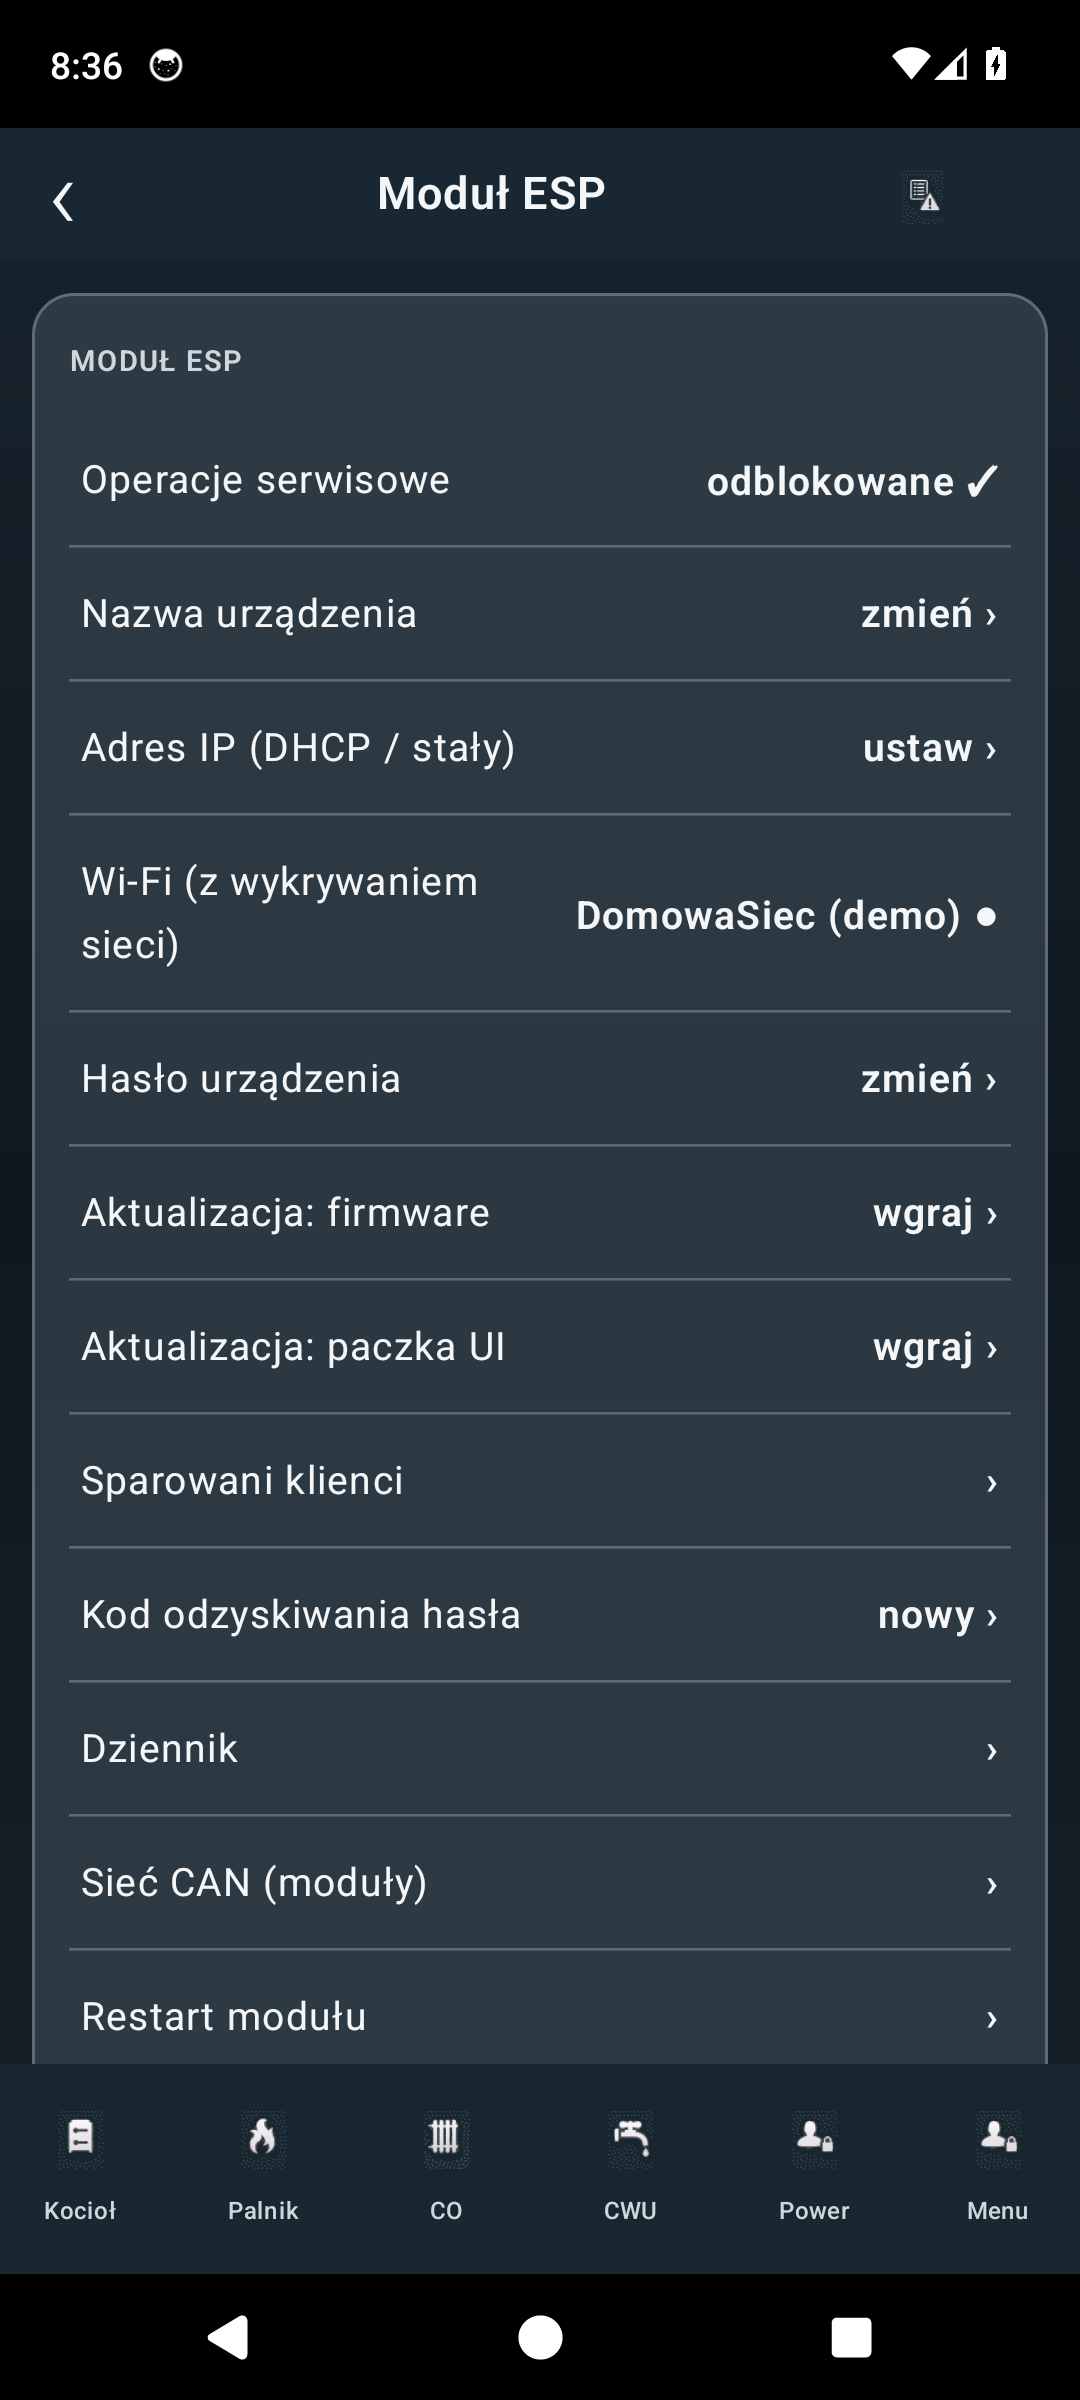 8:36
Moduł ESP
MODUŁ ESP
Operacje serwisowe odblokowane ✓
Nazwa urządzenia zmień ›
Adres IP (DHCP / stały) ustaw ›
Wi-Fi (z wykrywaniem
sieci) DomowaSiec (demo) ●
Hasło urządzenia zmień ›
Aktualizacja: firmware wgraj ›
Aktualizacja: paczka UI wgraj ›
Sparowani klienci ›
Kod odzyskiwania hasła nowy ›
Dziennik ›
Sieć CAN (moduły) ›
Restart modułu ›
Kocioł Palnik CO CWU Power Menu